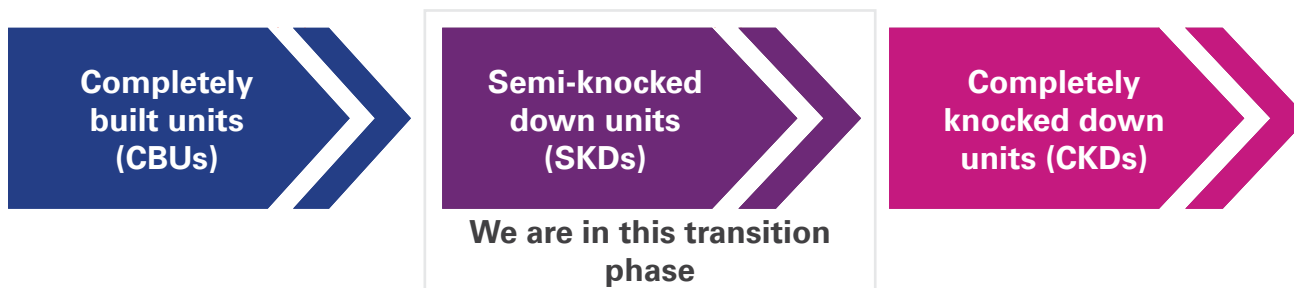 Completely
built units
(CBUs)
Semi-knocked
down units
(SKDs)
We are in this transition
phase
Completely
knocked down
units (CKDs)